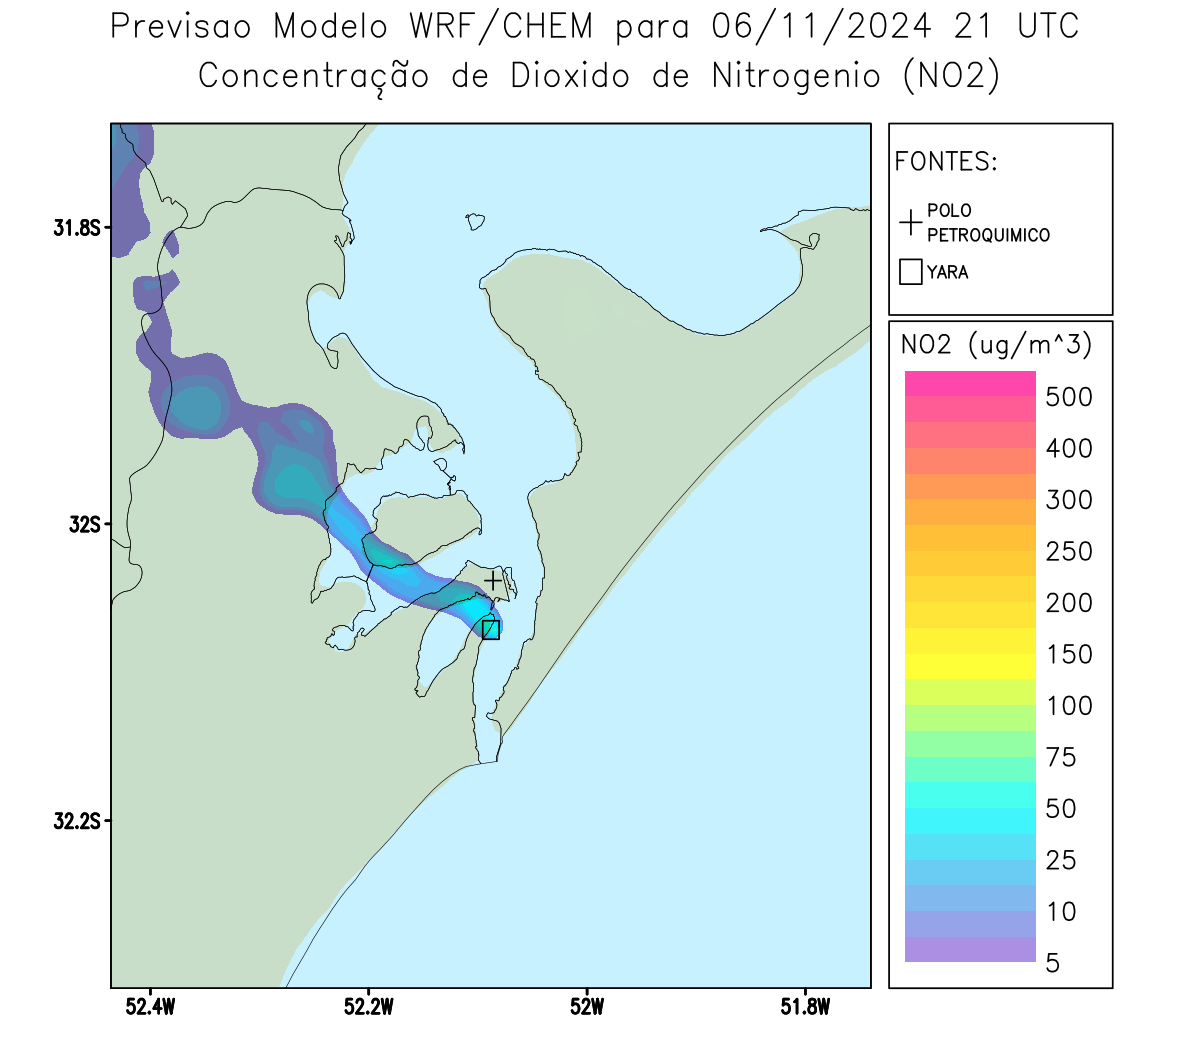 Previsao Modelo WRF/CHEM para 06/11/2024 21 UTC
Concentração de Dioxido de Nitrogenio (NO2)
FONTES:
POLO
PETROQUIMICO
YARA
NO2 (ug/m^3)
500
400
300
250
200
150
100
75
50
25
10
5
31.8S
32S
32.2S
52.4W
52.2W
52W
51.8W